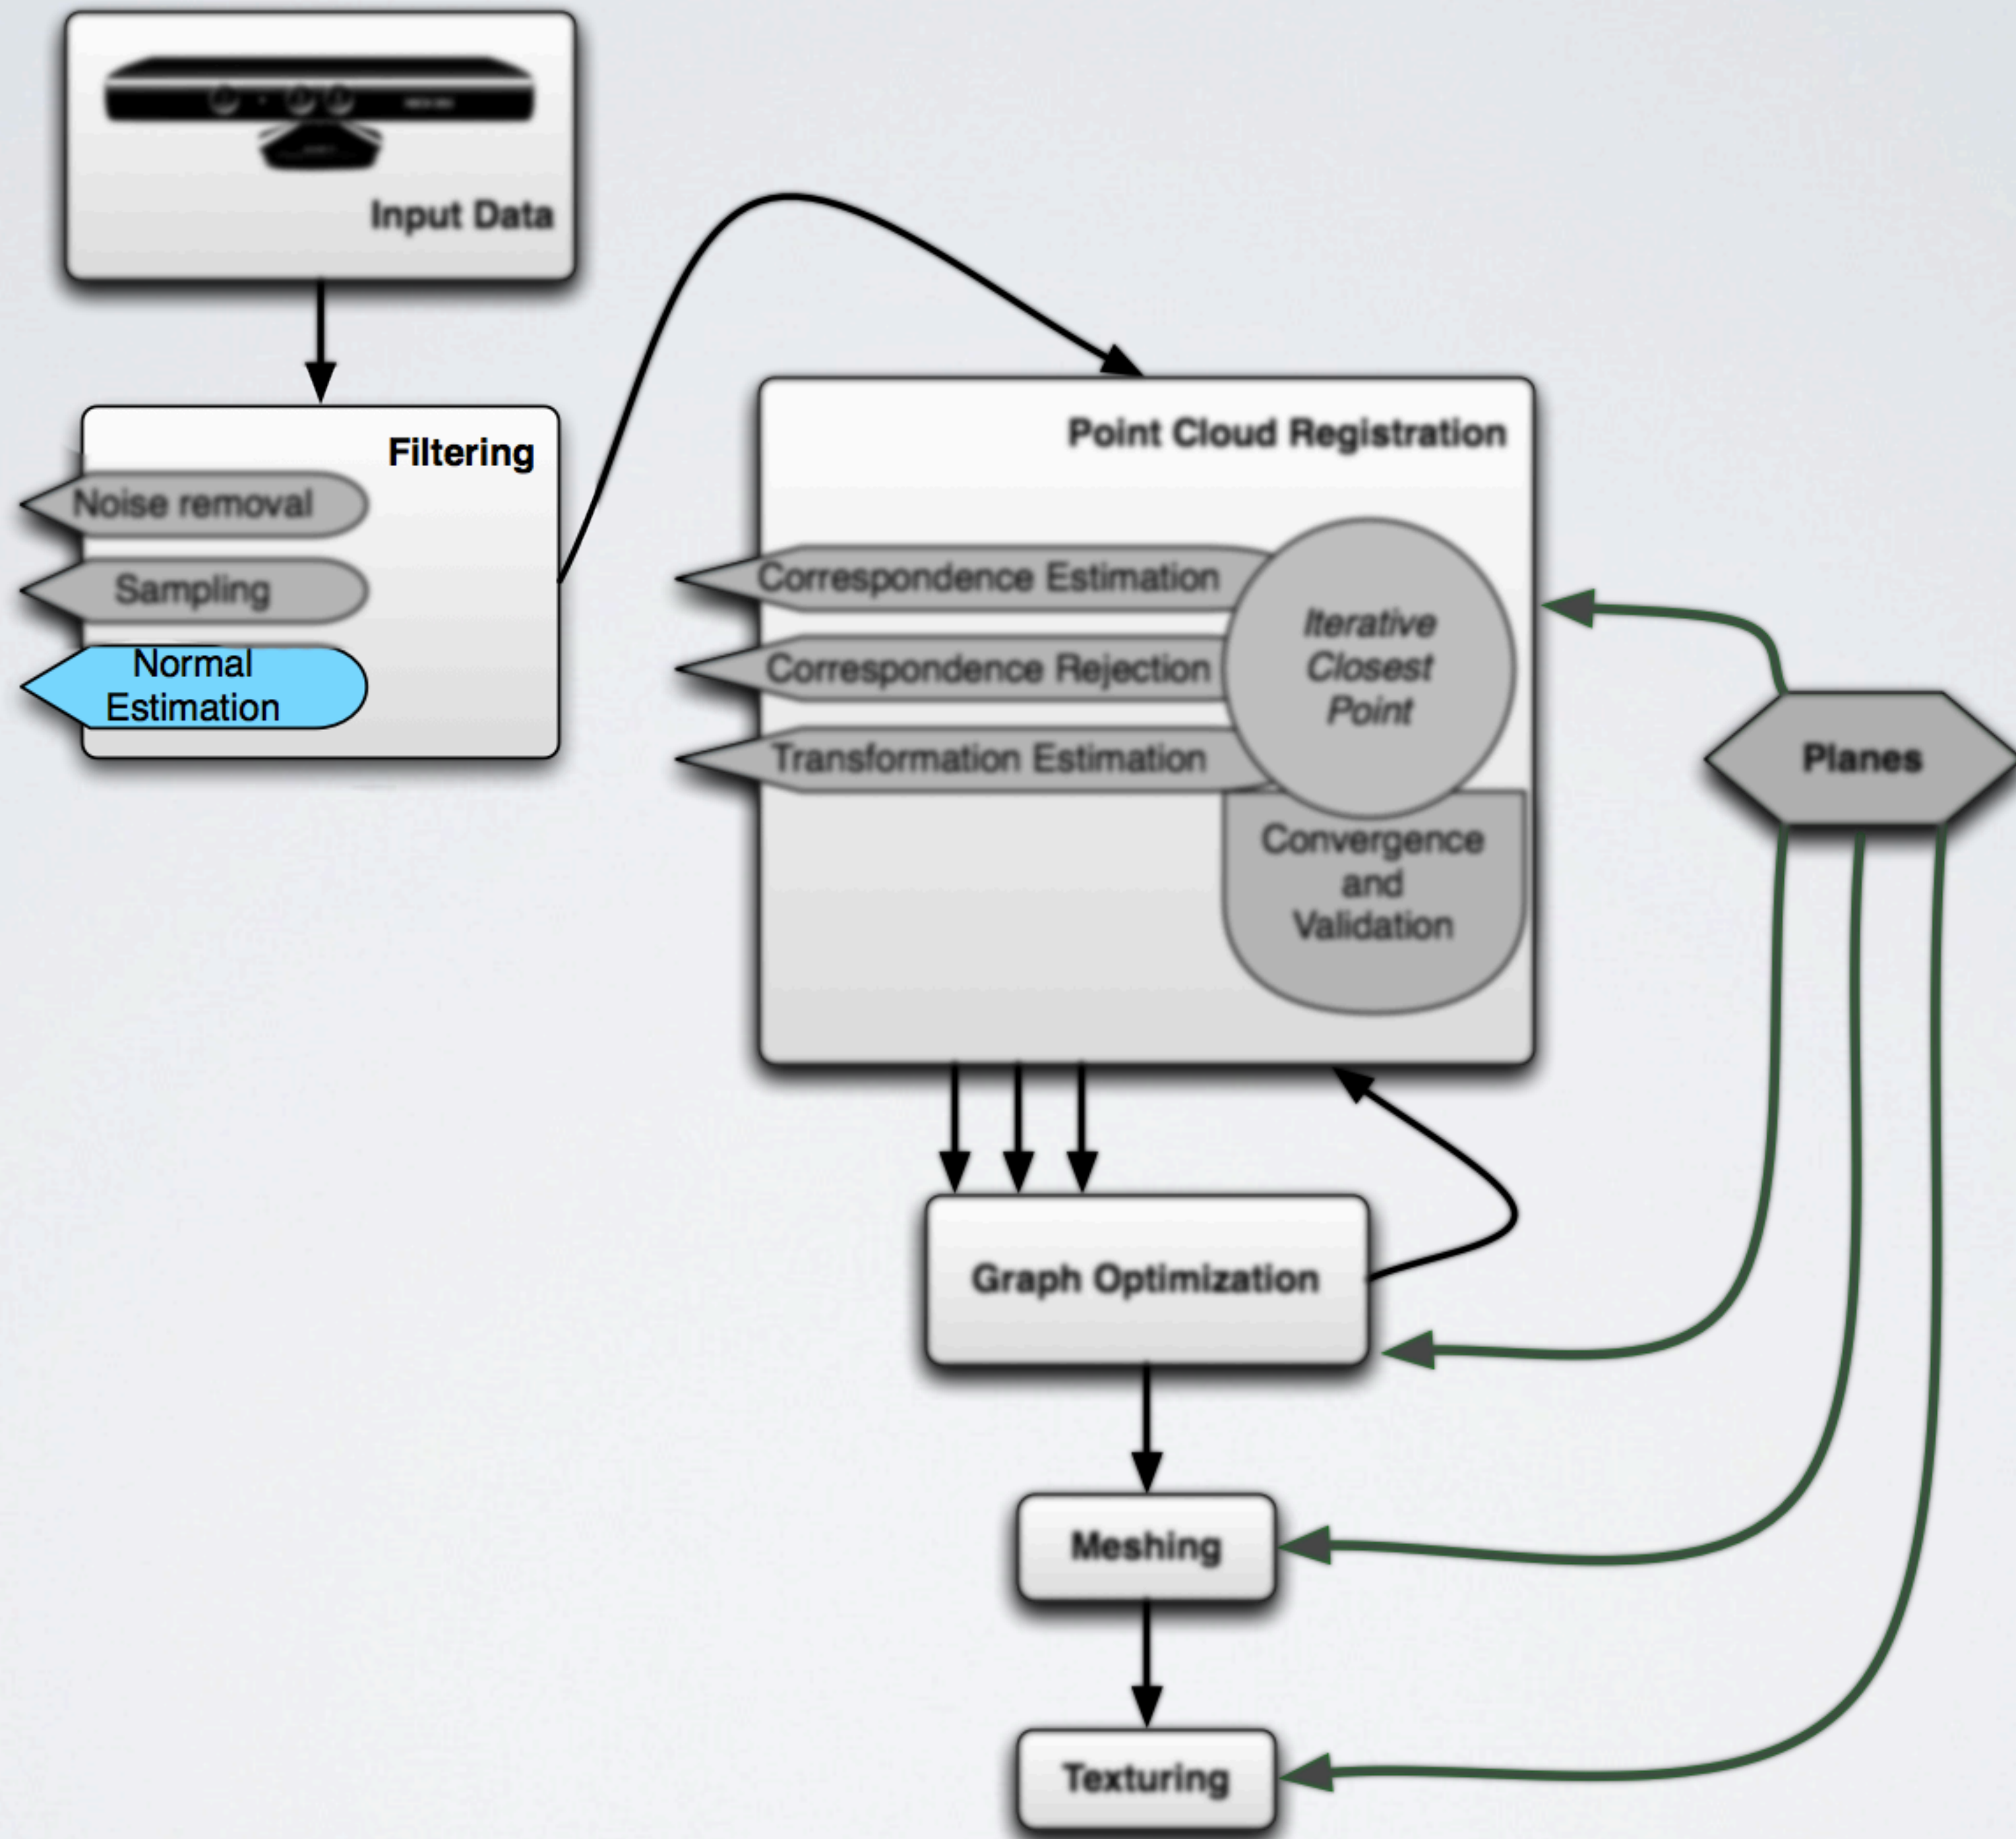 Input Data
Filtering
Noise removal
Sampling
Normal
Estimation
Point Cloud Registration
Correspondence Estimation
Correspondence Rejection
Transformation Estimation
Iterative
Closest
Point
Convergence
and
Validation
Planes
Graph Optimization
Meshing
Texturing